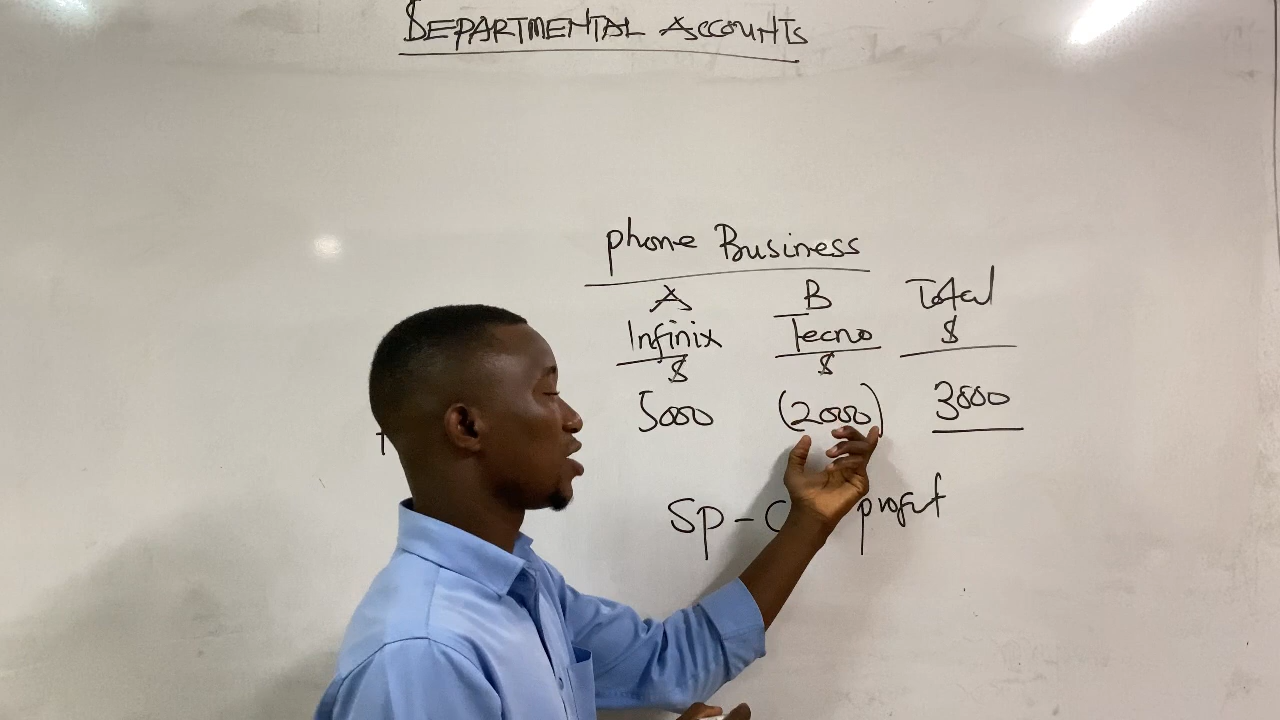 DEPARTMENTAL ACCOUNTS
phone Business
A B Total
Infinix Tecno $
$ $
5000 (2000) 3000
Sp - C profit